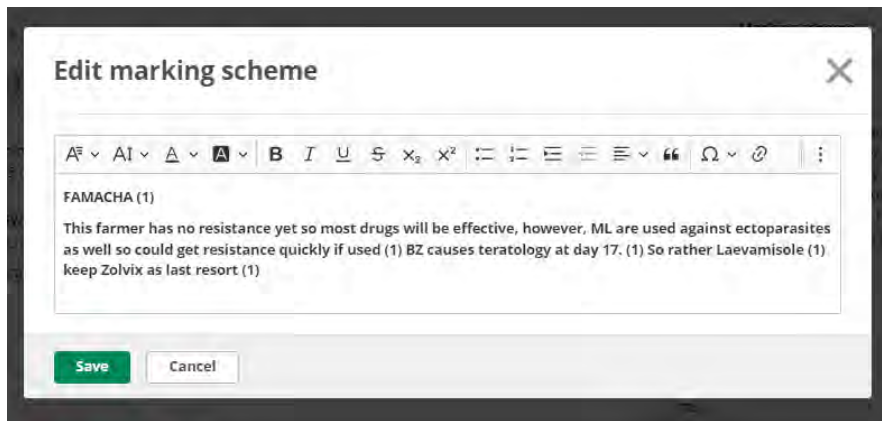 Edit marking scheme
B I U S X₂ X² Ω
FAMACHA (1)
This farmer has no resistance yet so most drugs will be effective, however, ML are used against ectoparasites
as well so could get resistance quickly if used (1) BZ causes teratology at day 17. (1) So rather Laevamisole (1)
keep Zolvix as last resort (1)
Save Cancel